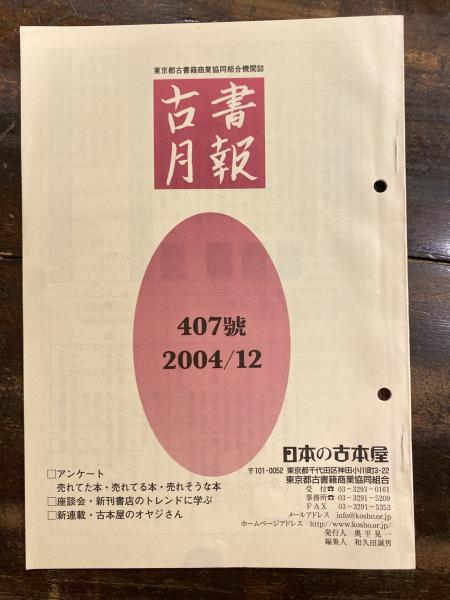 東京都古書籍商業協同組合機関誌
古書
月報
407號
2004/12
日本の古本屋
〒101-0052 東京都千代田区神田小川町3-22
東京都古書籍商業協同組合
受付☎ 03-3293-0161
事務所☎ 03-3291-5209
FAX 03-3291-5353
メールアドレス info@kosho.or.jp
ホームページアドレス http://www.kosho.or.jp/
発行人 奥平晃一
編集人 和久田誠男
□アンケート
売れてた本・売れてる本・売れそうな本
□座談会・新刊書店のトレンドに学ぶ
□新連載・古本屋のオヤジさん